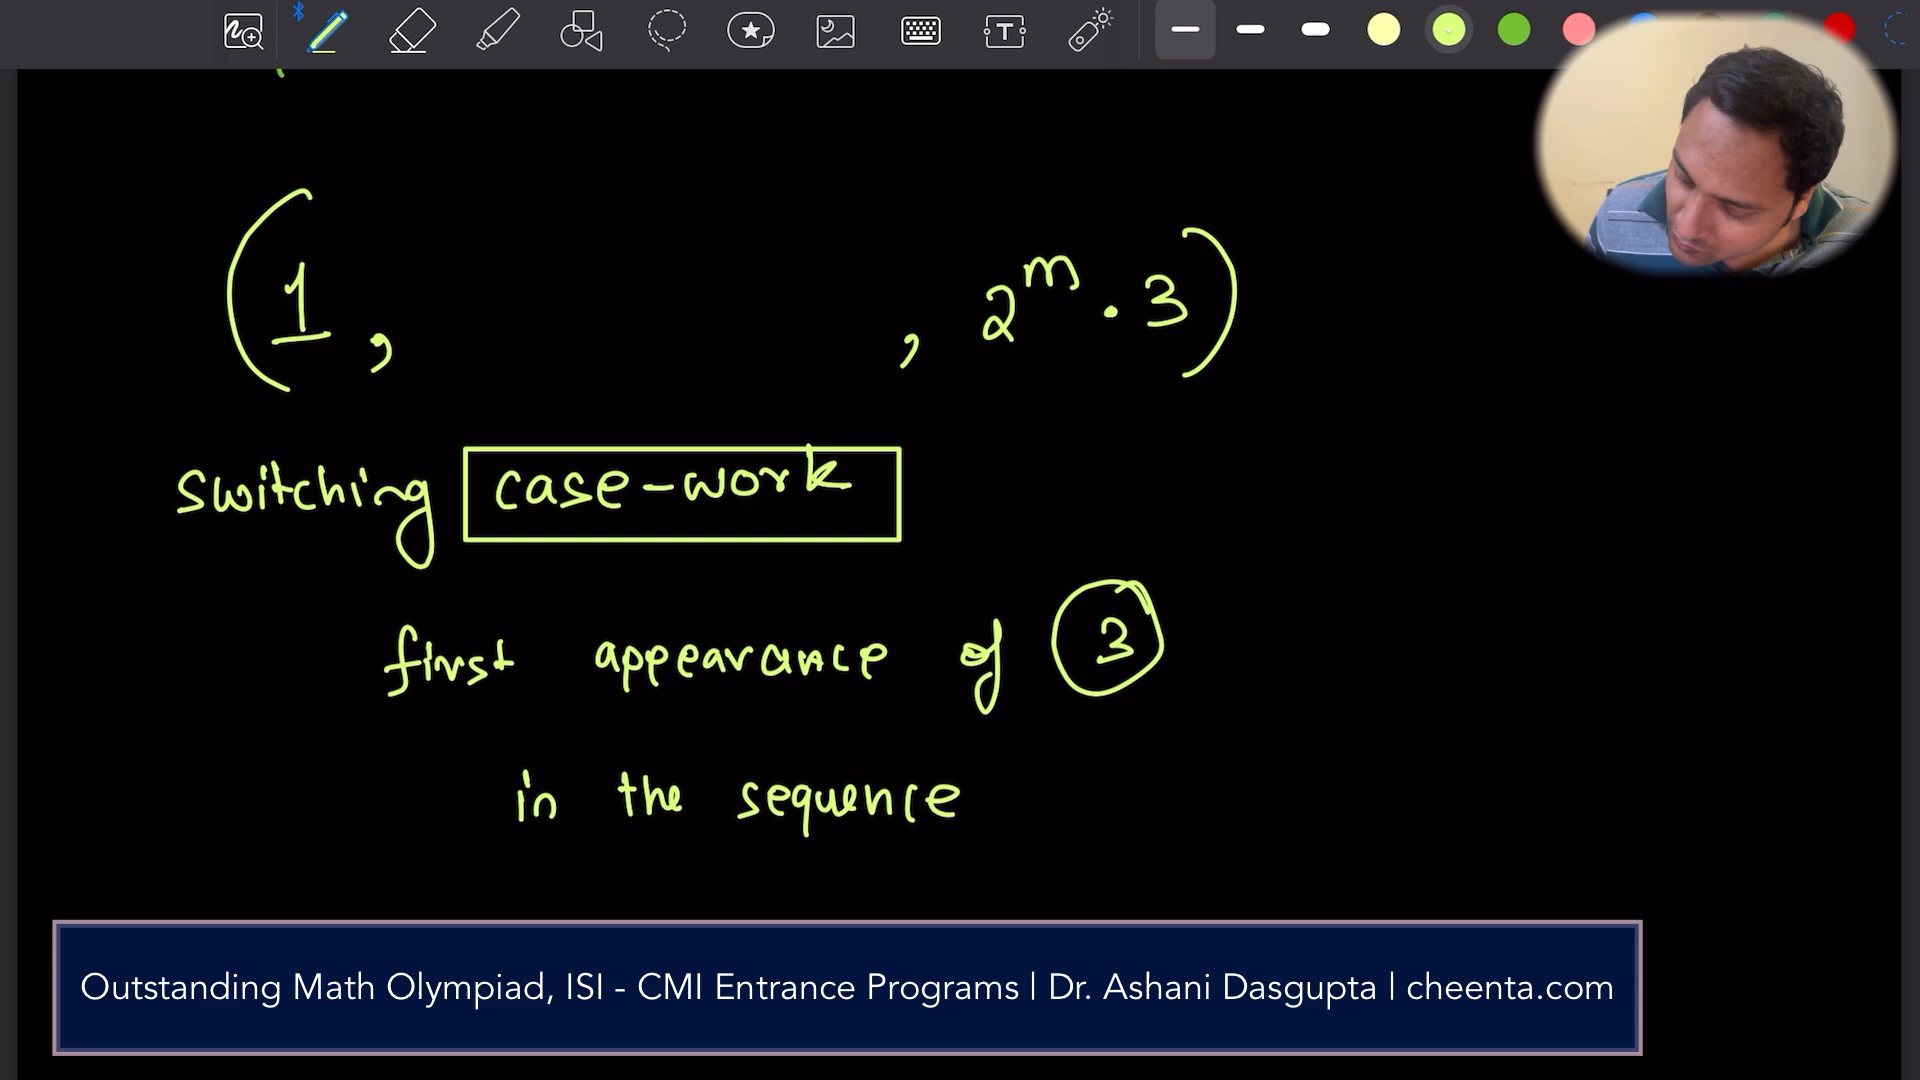 (1,          , 2^m · 3)
switching case-work
first appearance of 3
in the sequence
Outstanding Math Olympiad, ISI - CMI Entrance Programs | Dr. Ashani Dasgupta | cheenta.com